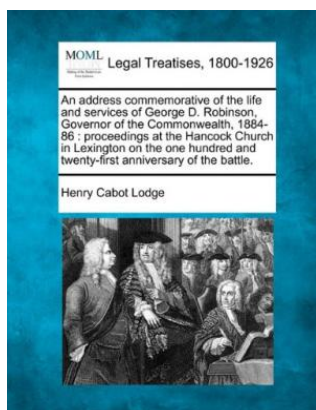 MOML
Legal Treatises, 1800-1926
An address commemorative of the life
and services of George D. Robinson,
Governor of the Commonwealth, 1884-
86 : proceedings at the Hancock Church
in Lexington on the one hundred and
twenty-first anniversary of the battle.
Henry Cabot Lodge